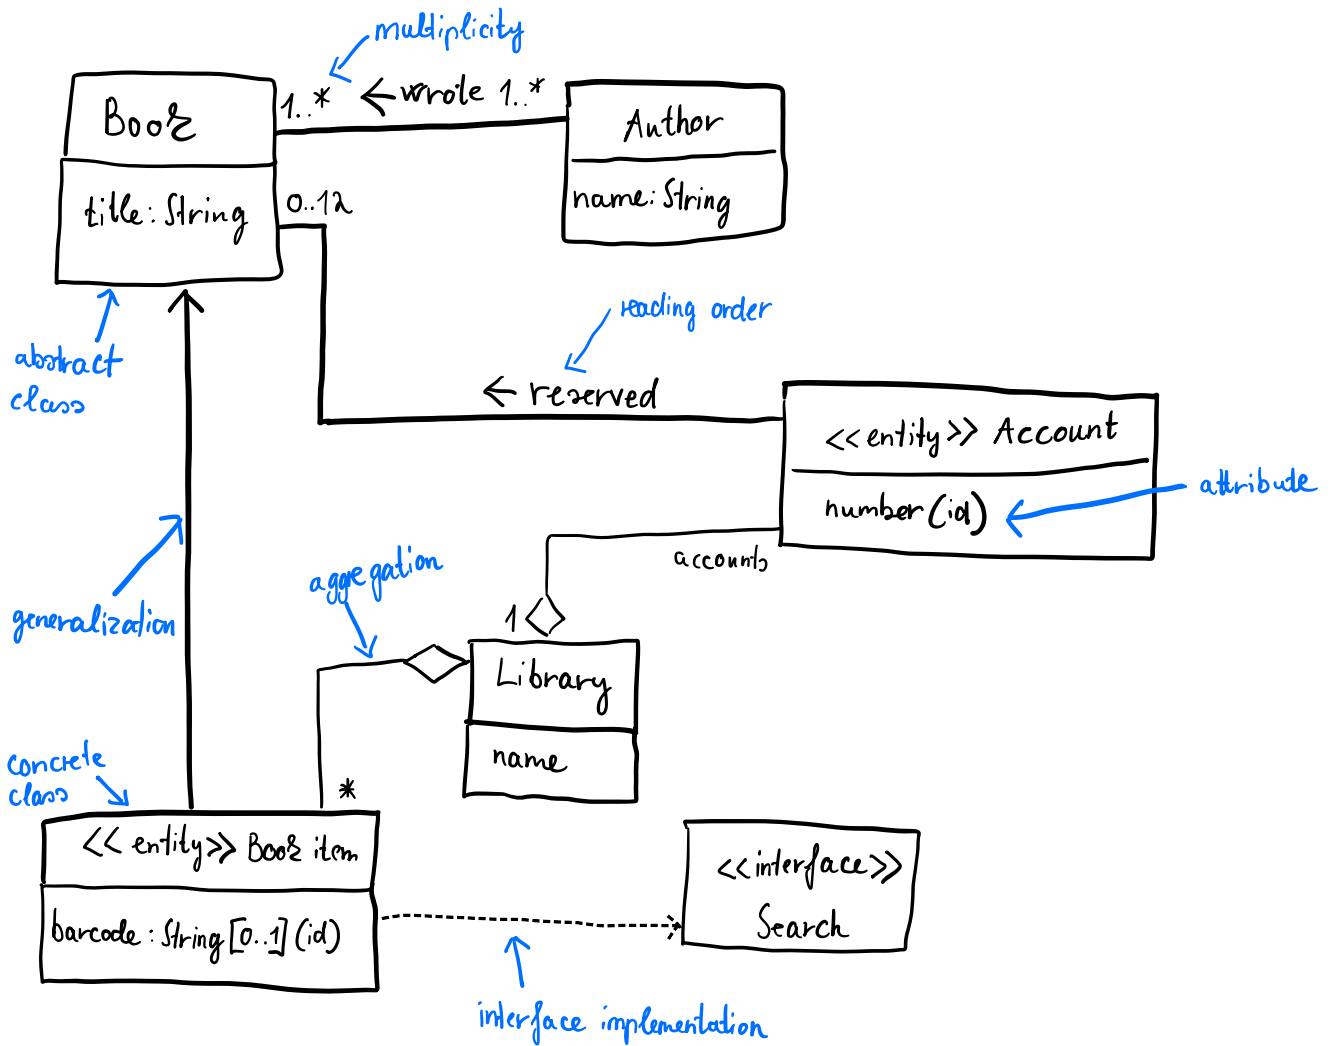 multiplicity
1..* ← wrote 1..*
Book
Author
title: String
0..12
name: String
reading order
abstract
class
← reserved
<<entity>> Account
number (id)
attribute
accounts
aggregation
generalization
1
Library
name
concrete
class
*
<<entity>> Book item
barcode: String [0..1] (id)
<<interface>>
Search
interface implementation